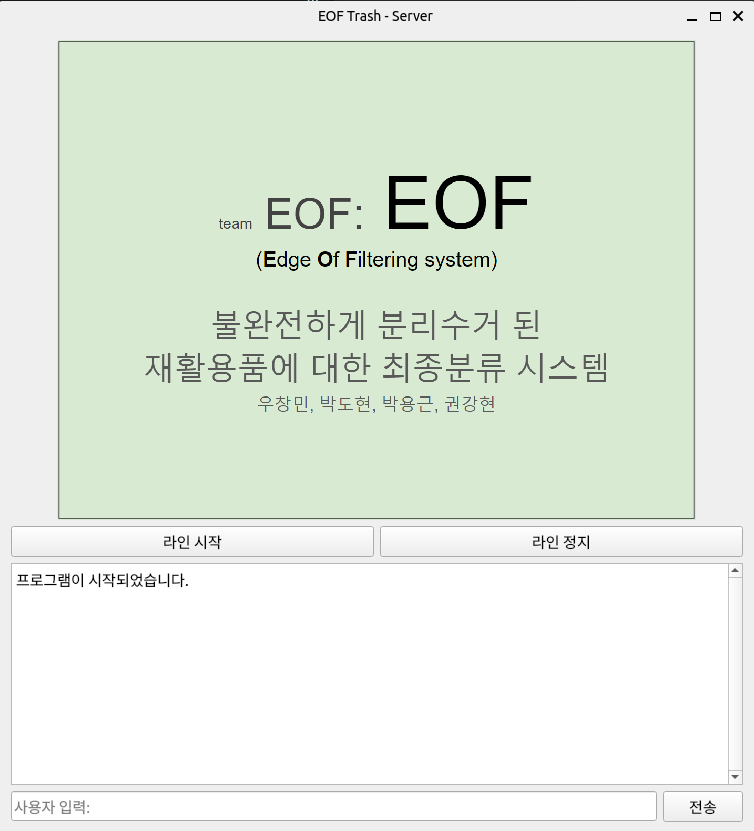 EOF Trash - Server
team EOF: EOF
(Edge Of Filtering system)
불완전하게 분리수거 된
재활용품에 대한 최종분류 시스템
우창민, 박도현, 박용근, 권강현
라인 시작
라인 정지
프로그램이 시작되었습니다.
사용자 입력:
전송